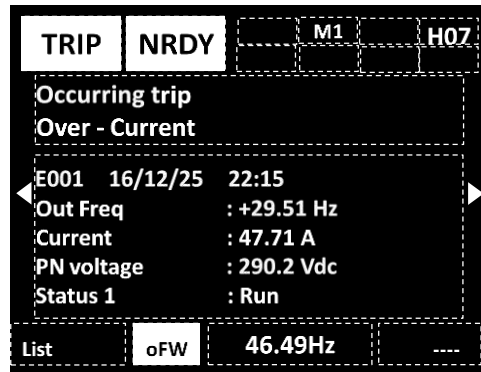 TRIP NRDY M1 H07
Occurring trip
Over - Current
E001 16/12/25 22:15
Out Freq : +29.51 Hz
Current : 47.71 A
PN voltage : 290.2 Vdc
Status 1 : Run
List oFW 46.49Hz ----